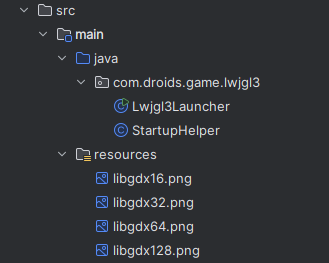 src
main
java
com.droids.game.lwjgl3
Lwjgl3Launcher
StartupHelper
resources
libgdx16.png
libgdx32.png
libgdx64.png
libgdx128.png